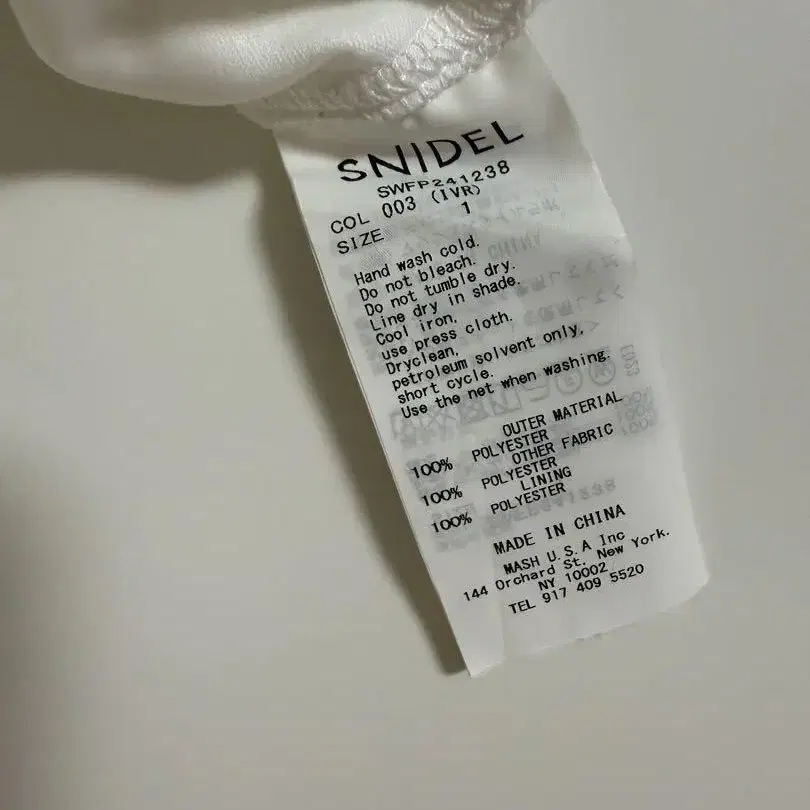 SNIDEL
SWFP241238
COL 003 (IVR)
SIZE 1
Hand wash cold.
Do not bleach.
Do not tumble dry.
Line dry in shade.
Cool iron,
use press cloth.
Dryclean,
petroleum solvent only,
short cycle.
Use the net when washing.
OUTER MATERIAL
100% POLYESTER
OTHER FABRIC
100% POLYESTER
LINING
100% POLYESTER
MADE IN CHINA
MASH U.S.A Inc
144 Orchard St. New York.
NY 10002
TEL 917 409 5520